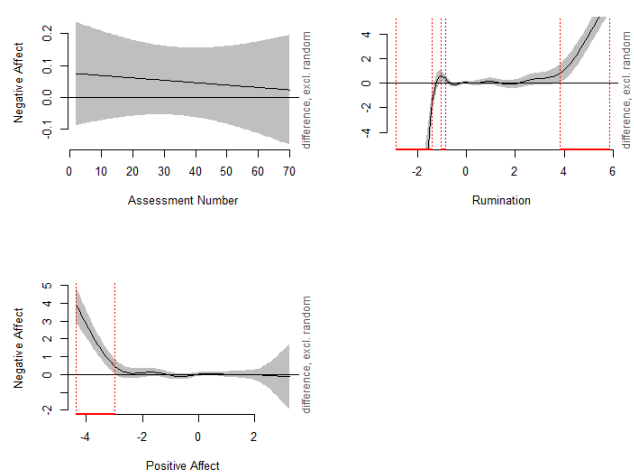 Negative Affect
0.2
0.1
0.0
-0.1
0 10 20 30 40 50 60 70
Assessment Number
difference, excl. random
4
2
0
-2
-4
-2 0 2 4 6
Rumination
difference, excl. random
Negative Affect
5
4
3
2
1
0
-2
-4 -2 0 2
Positive Affect
difference, excl. random